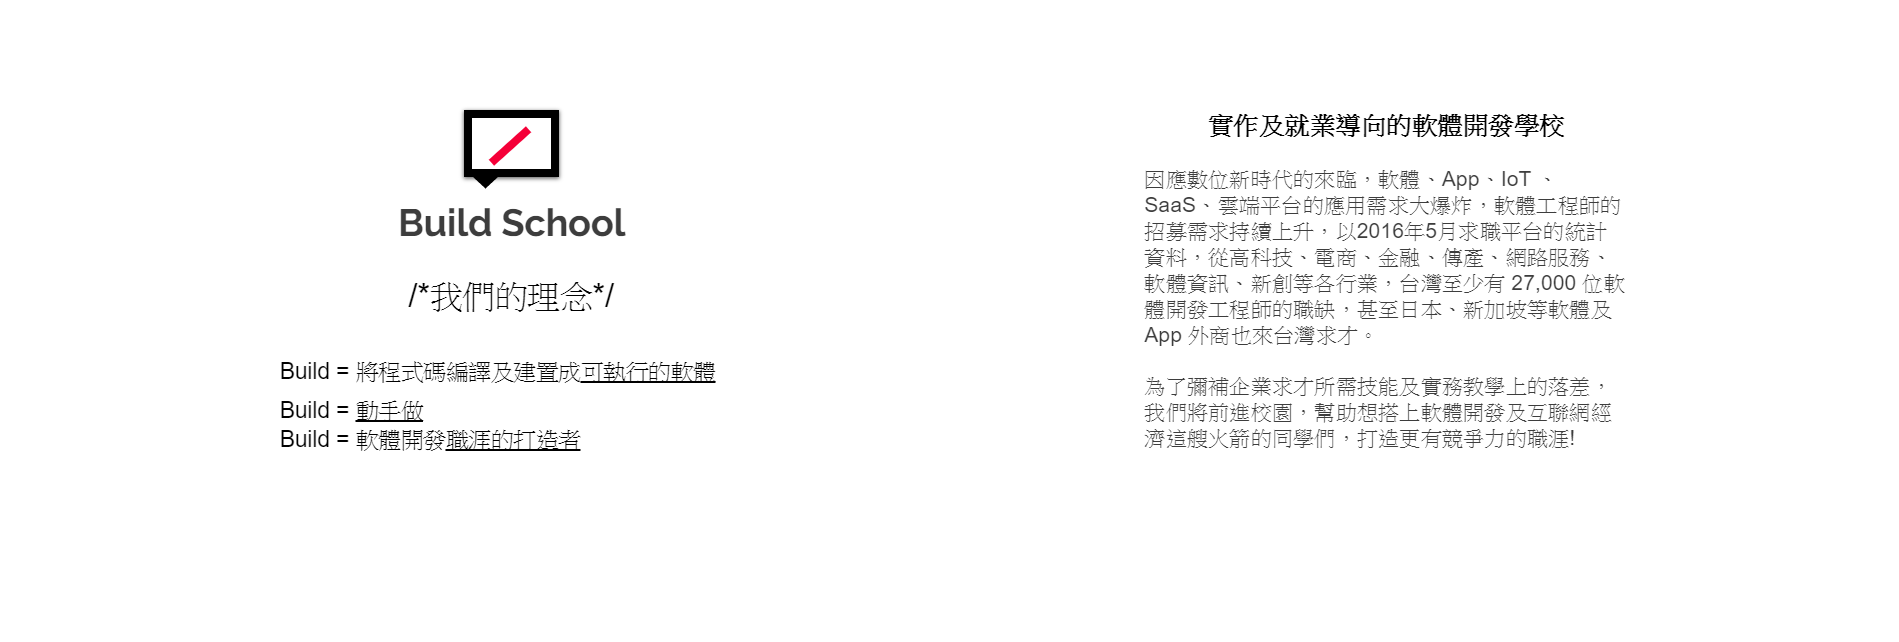 Build School
/*我們的理念*/
Build = 將程式碼編譯及建置成可執行的軟體
Build = 動手做
Build = 軟體開發職涯的打造者
實作及就業導向的軟體開發學校
因應數位新時代的來臨，軟體、App、IoT 、
SaaS、雲端平台的應用需求大爆炸，軟體工程師的
招募需求持續上升，以2016年5月求職平台的統計
資料，從高科技、電商、金融、傳產、網路服務、
軟體資訊、新創等各行業，台灣至少有 27,000 位軟
體開發工程師的職缺，甚至日本、新加坡等軟體及
App 外商也來台灣求才。
為了彌補企業求才所需技能及實務教學上的落差，
我們將前進校園，幫助想搭上軟體開發及互聯網經
濟這艘火箭的同學們，打造更有競爭力的職涯!